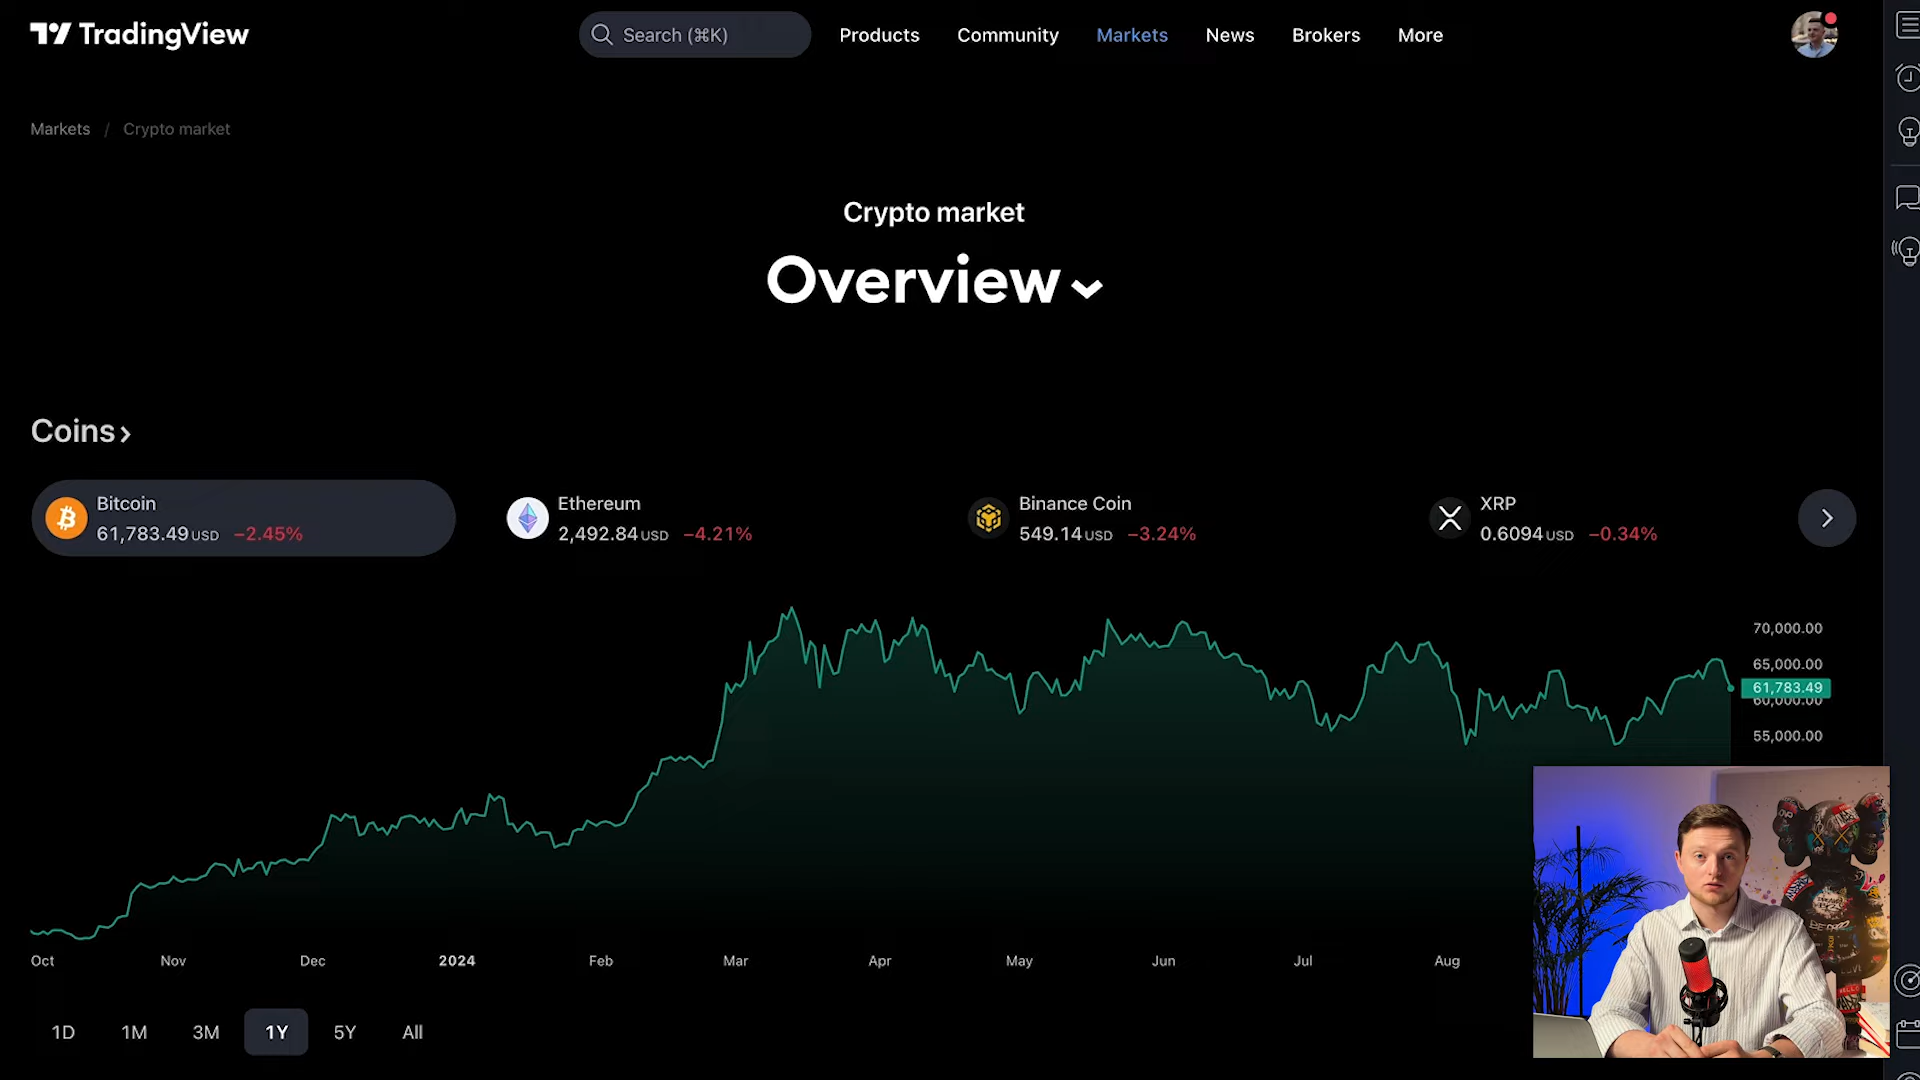 TradingView
Search (⌘K)
Products
Community
Markets
News
Brokers
More
Markets / Crypto market
Crypto market
Overview
Coins
Bitcoin
61,783.49 USD −2.45%
Ethereum
2,492.84 USD −4.21%
Binance Coin
549.14 USD −3.24%
XRP
0.6094 USD −0.34%
70,000.00
65,000.00
61,783.49
60,000.00
55,000.00
Oct
Nov
Dec
2024
Feb
Mar
Apr
May
Jun
Jul
Aug
1D
1M
3M
1Y
5Y
All